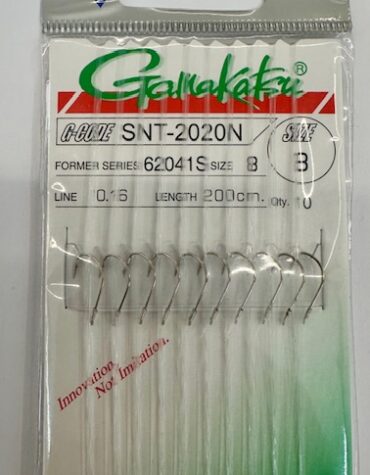 Gamakatsu®
G-CODE SNT-2020N SIZE
FORMER SERIES 62041S SIZE 8 8
LINE 0.16 LENGTH 200cm. Qty. 10
Innovation,
Not Imitation.